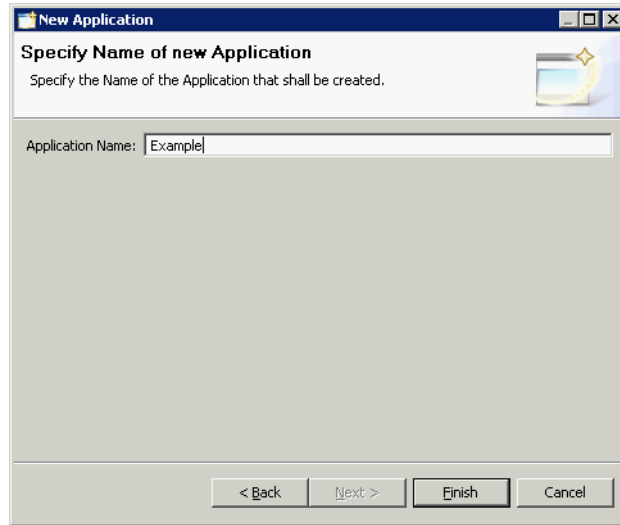 New Application
Specify Name of new Application
Specify the Name of the Application that shall be created.
Application Name: Example
< Back Next > Finish Cancel